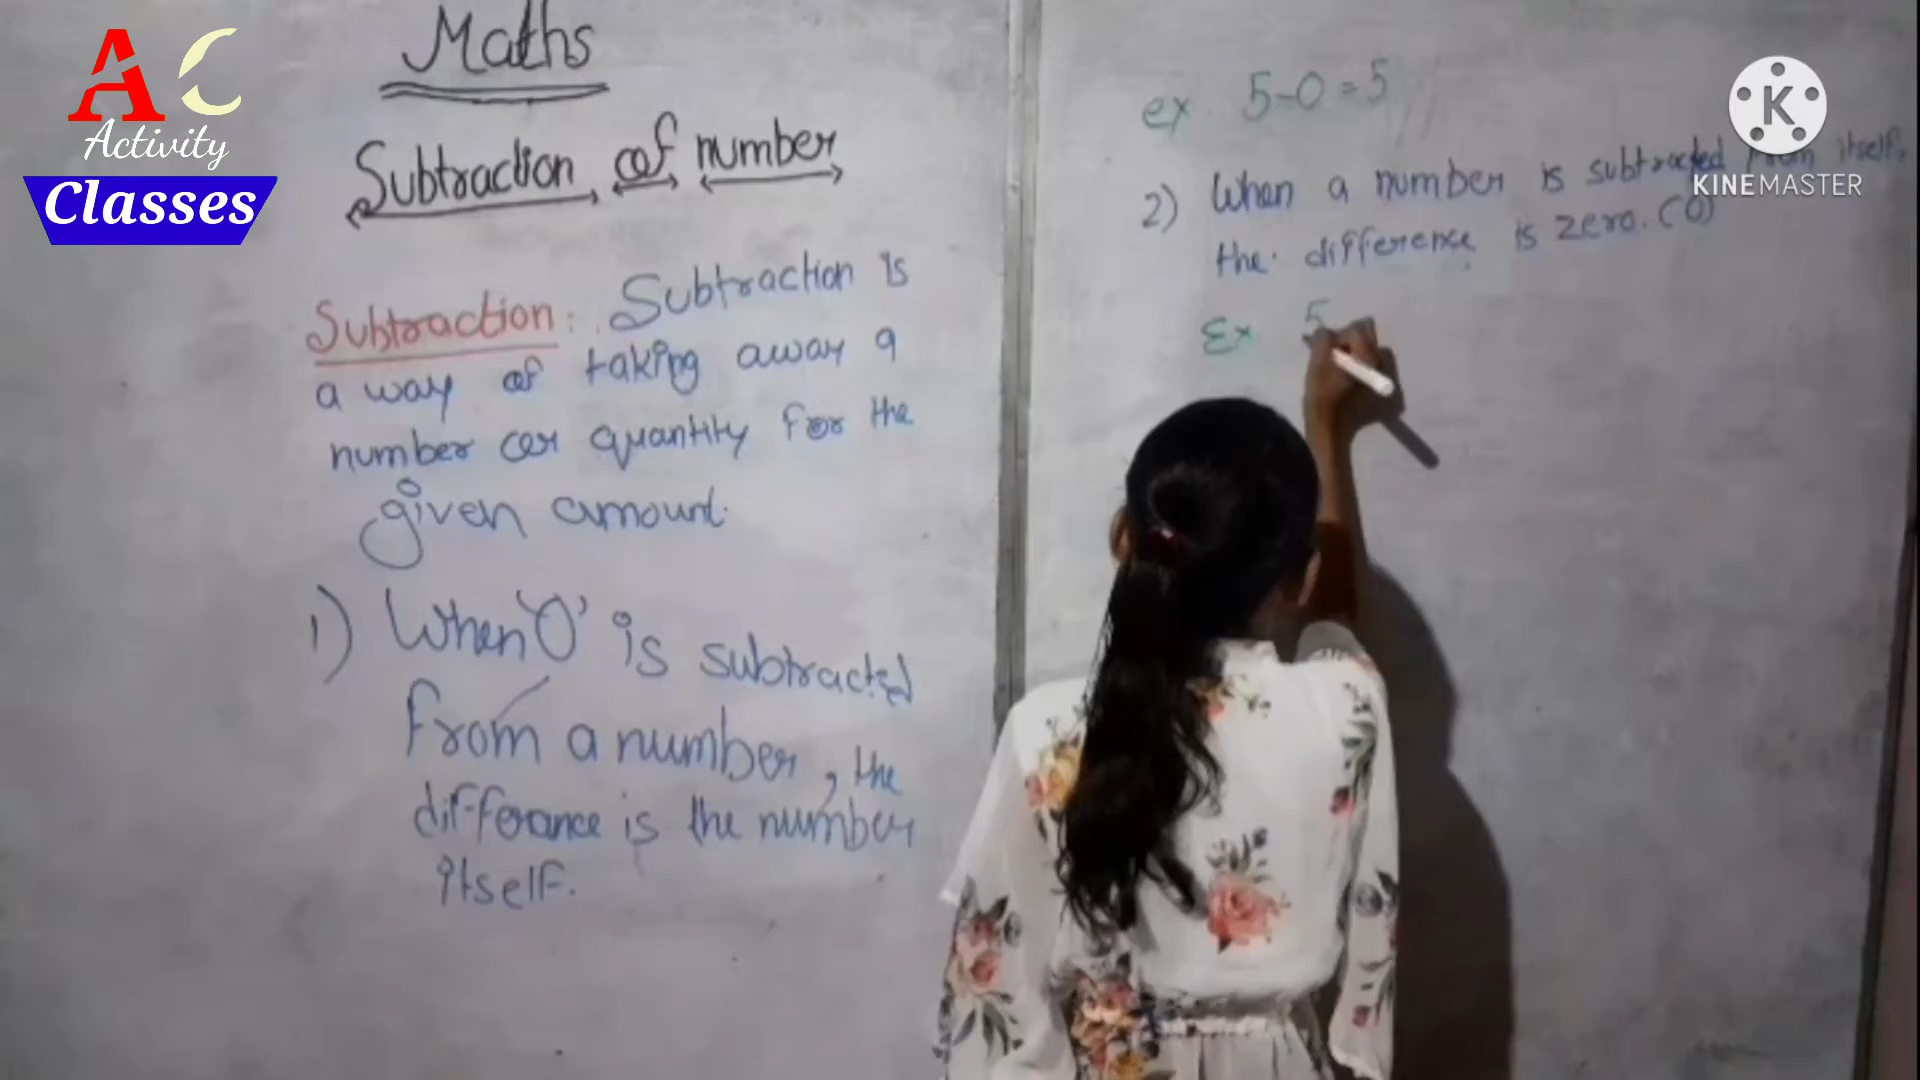 AC
Activity
Classes
Maths
Subtraction of number
Subtraction: Subtraction is
a way of taking away a
number or quantity for the
given amount.
1) When '0' is subtracted
from a number, the
difference is the number
itself.
ex 5-0=5
2) When a number is subtracted from itself,
the difference is zero. (0)
Ex 5
K
KINEMASTER